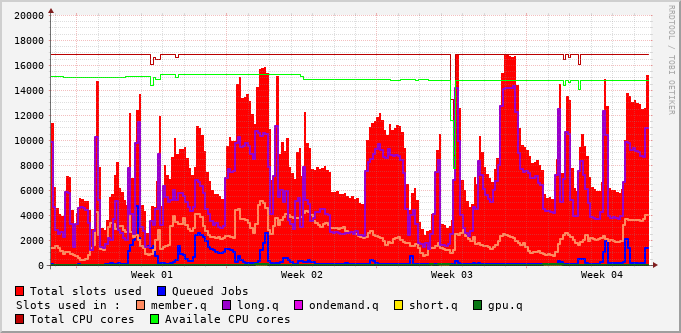 20000
18000
16000
14000
12000
10000
8000
6000
4000
2000
0
Week 01 Week 02 Week 03 Week 04
Total slots used Queued Jobs
Slots used in : member.q long.q ondemand.q short.q gpu.q
Total CPU cores Availale CPU cores
RRDTOOL / TOBI OETIKER